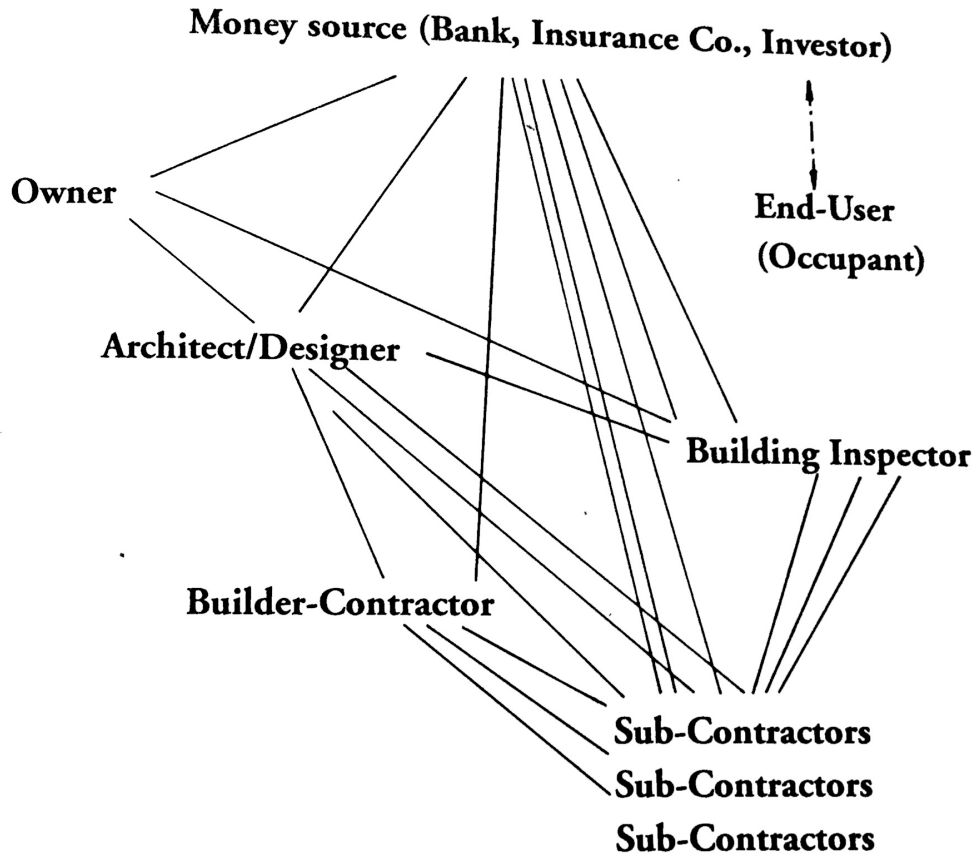 Money source (Bank, Insurance Co., Investor)
Owner
End-User
(Occupant)
Architect/Designer
Building Inspector
Builder-Contractor
Sub-Contractors
Sub-Contractors
Sub-Contractors